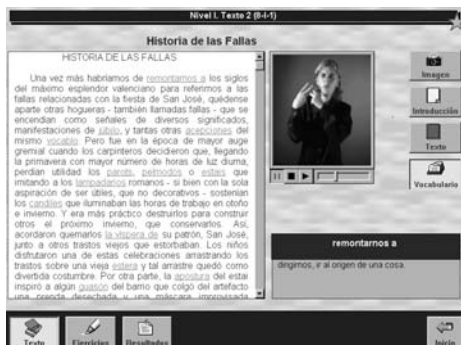 Nivel I. Texto 2 (8-I-1)
Historia de las Fallas
HISTORIA DE LAS FALLAS
Una vez más habríamos de remontarnos a los siglos
del máximo esplendor valenciano para referirnos a las
fallas relacionadas con la fiesta de San José, quédense
aparte otras hogueras - también llamadas fallas - que se
encendían como señales de diversos significados,
manifestaciones de júbilo, y tantas otras acepciones del
mismo vocablo. Pero fue en la época de mayor auge
gremial cuando los carpinteros decidieron que, llegando
la primavera con mayor número de horas de luz diurna,
perdían utilidad los parots, pelmodos o estais que
imitando a los lampadarios romanos - si bien con la sola
aspiración de ser útiles, que no decorativos - sostenían
los candiles que iluminaban las horas de trabajo en otoño
e invierno. Y era más práctico destruirlos para construir
otros el próximo invierno, que conservarlos. Así,
acordaron quemarlos la víspera de su patrón, San José,
junto a otros trastos viejos que estorbaban. Los niños
disfrutaron una de estas celebraciones arrastrando los
trastos sobre una vieja estera y tal arrastre quedó como
divertida costumbre. Por otra parte, la apostura del estai
inspiró a algún guasón del barrio que colgó del artefacto
una prenda desechada y una máscara improvisada
Imagen
Introducción
Texto
Vocabulario
remontarnos a
dirigirnos, ir al origen de una cosa.
Texto
Ejercicios
Resultados
Inicio